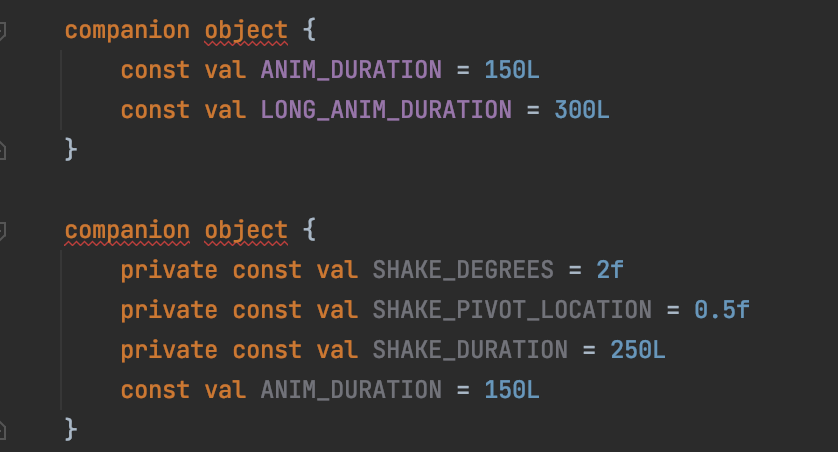 companion object {
const val ANIM_DURATION = 150L
const val LONG_ANIM_DURATION = 300L
}
companion object {
private const val SHAKE_DEGREES = 2f
private const val SHAKE_PIVOT_LOCATION = 0.5f
private const val SHAKE_DURATION = 250L
const val ANIM_DURATION = 150L
}